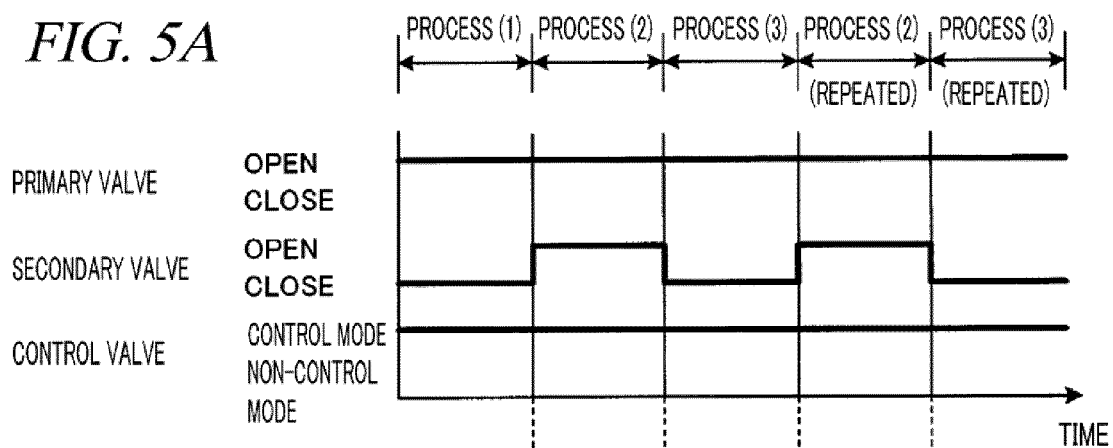 FIG. 5A
PROCESS (1) PROCESS (2) PROCESS (3) PROCESS (2) PROCESS (3)
(REPEATED) (REPEATED)
PRIMARY VALVE
OPEN
CLOSE
SECONDARY VALVE
OPEN
CLOSE
CONTROL VALVE
CONTROL MODE
NON-CONTROL
MODE
TIME